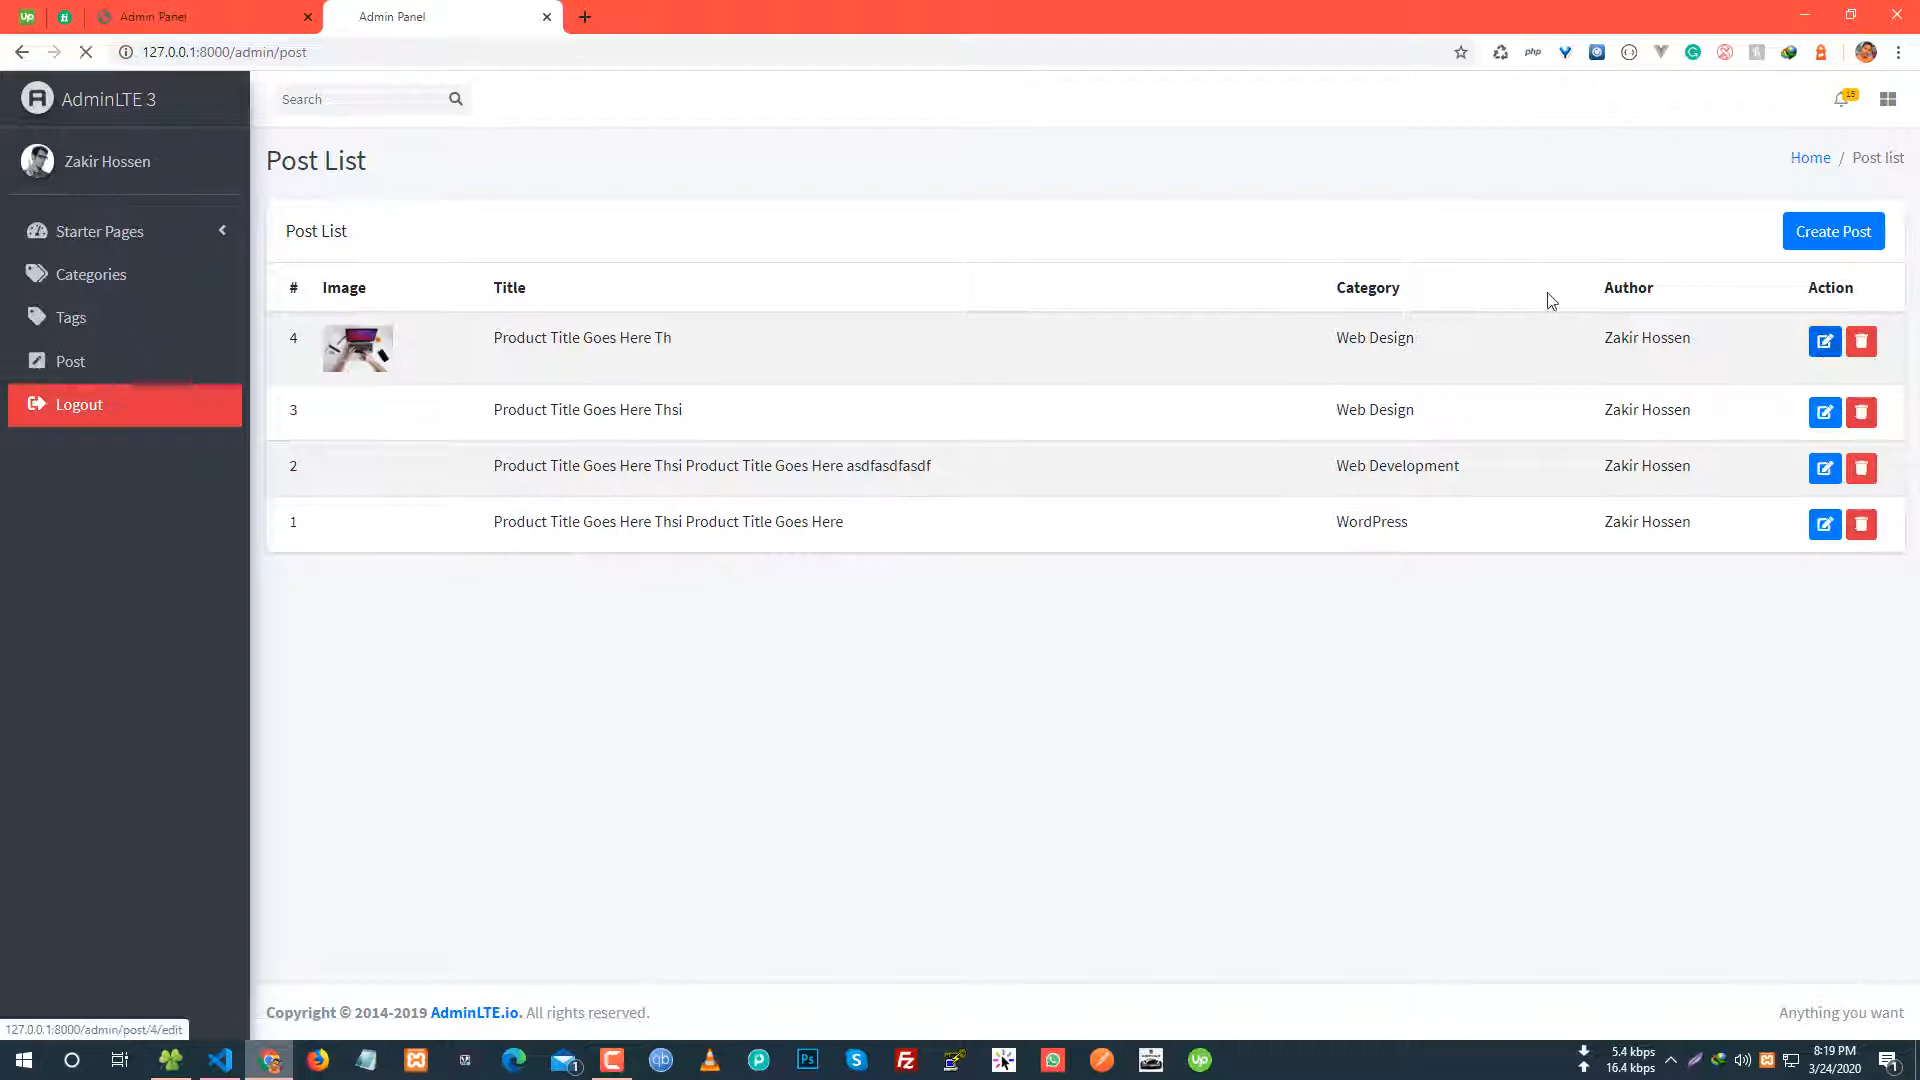 Admin Panel
Admin Panel
127.0.0.1:8000/admin/post
php
AdminLTE 3
Search
15
Zakir Hossen
Post List
Home / Post list
Starter Pages
Categories
Tags
Post
Logout
Post List
Create Post
# Image Title Category Author Action
4 Product Title Goes Here Th Web Design Zakir Hossen
3 Product Title Goes Here Thsi Web Design Zakir Hossen
2 Product Title Goes Here Thsi Product Title Goes Here asdfasdfasdf Web Development Zakir Hossen
1 Product Title Goes Here Thsi Product Title Goes Here WordPress Zakir Hossen
Copyright © 2014-2019 AdminLTE.io. All rights reserved.
Anything you want
127.0.0.1:8000/admin/post/4/edit
5.4 kbps
16.4 kbps
8:19 PM
3/24/2020